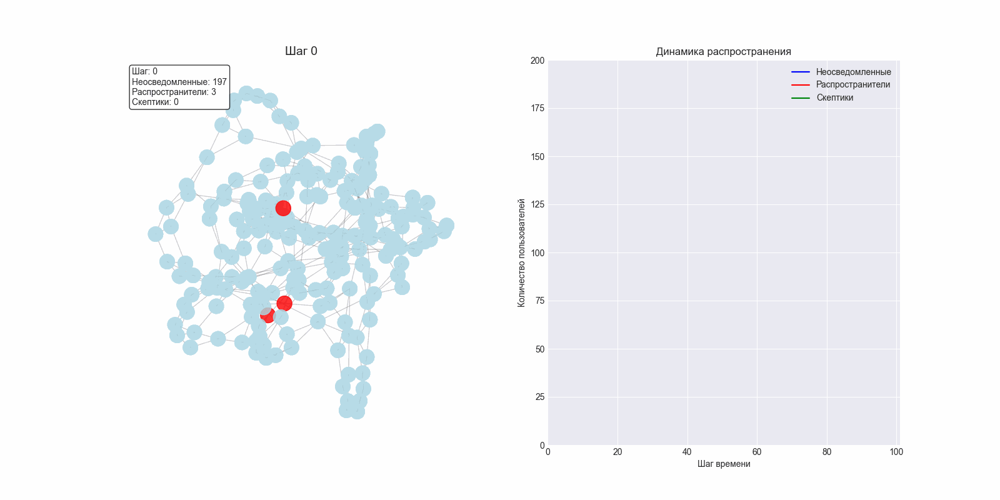 Шаг 0
Шаг: 0
Неосведомленные: 197
Распространители: 3
Скептики: 0
Динамика распространения
Неосведомленные
Распространители
Скептики
Количество пользователей
200
175
150
125
100
75
50
25
0
0 20 40 60 80 100
Шаг времени